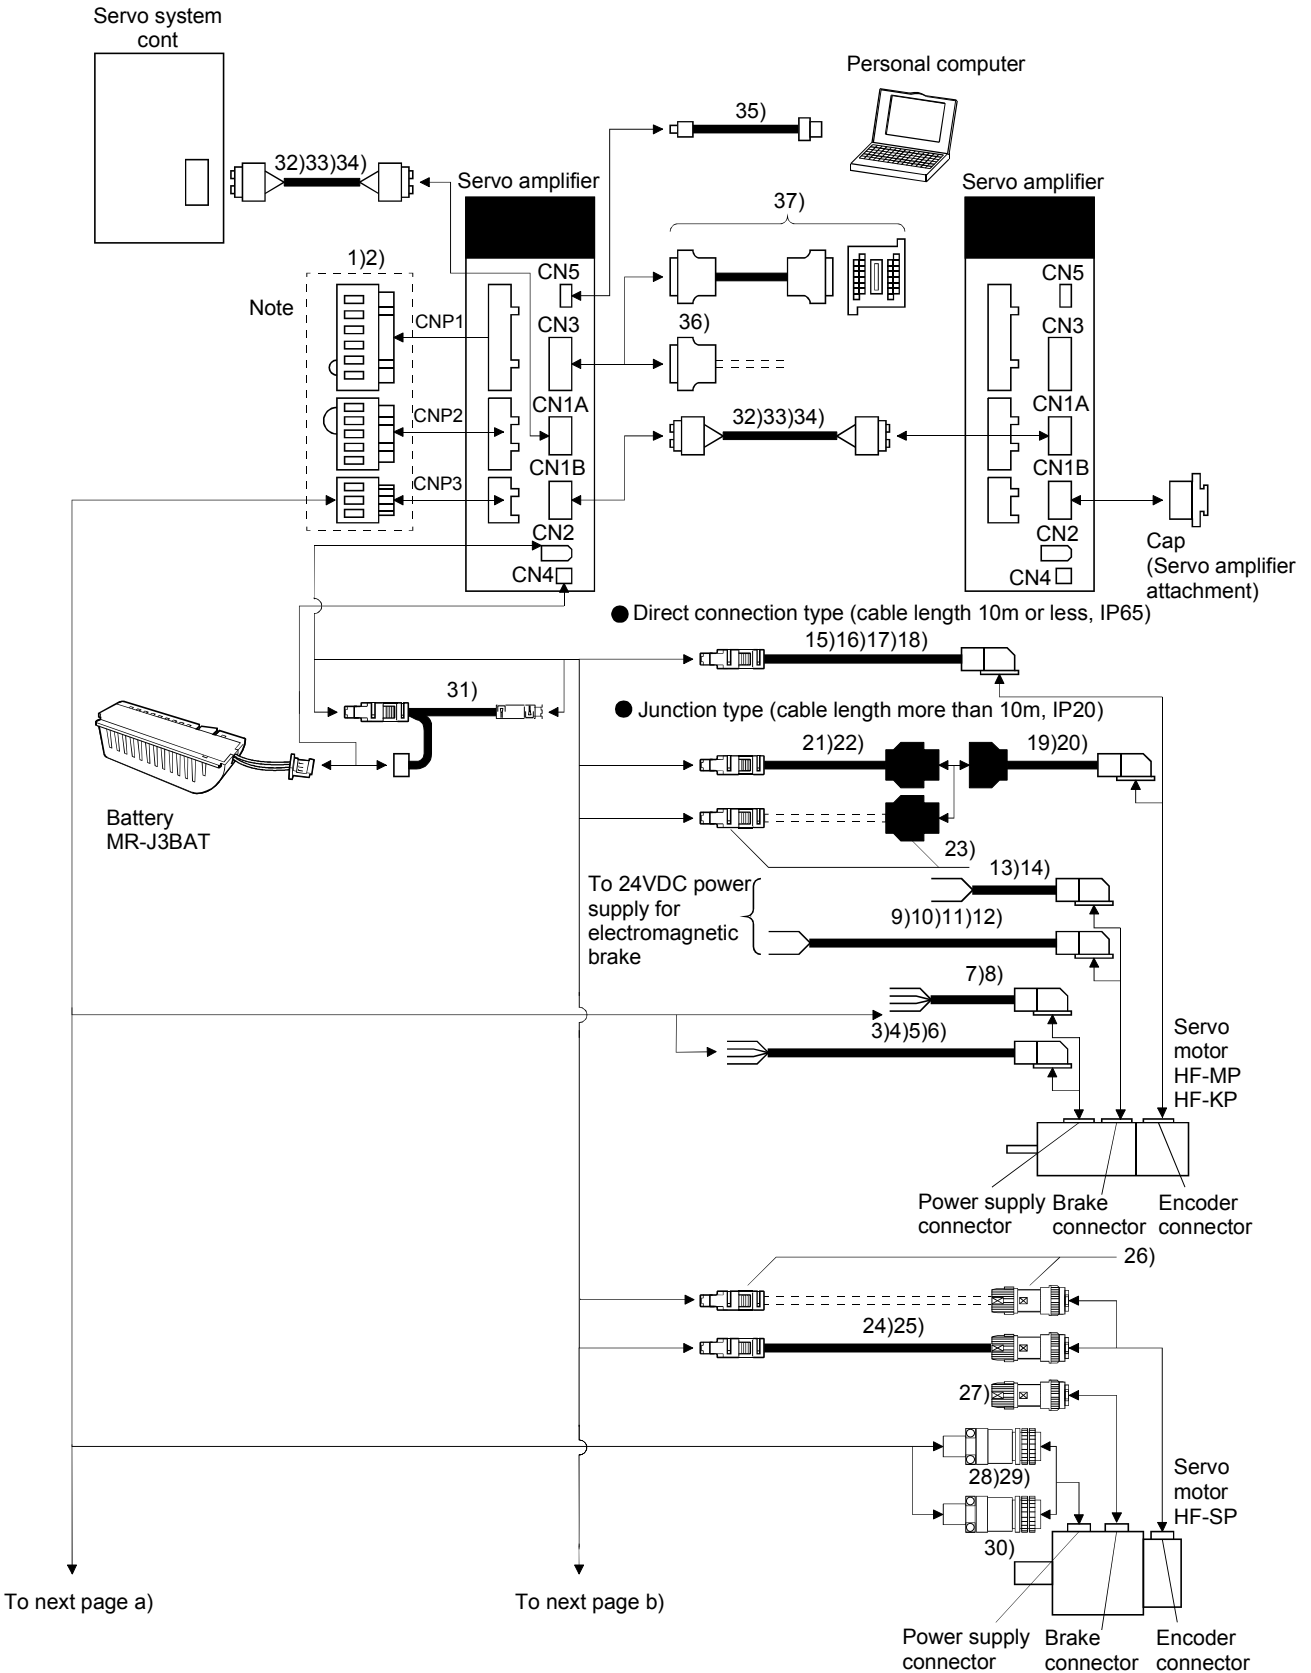 Servo system
cont
Personal computer
35)
32)33)34)
Servo amplifier
Servo amplifier
37)
1)2)
Note
CN5
CN5
CNP1
CN3
36)
CN3
CN1A
CN1A
CNP2
32)33)34)
CN1B
CN1B
CNP3
CN2
CN2
CN4
CN4
Cap
(Servo amplifier
attachment)
● Direct connection type (cable length 10m or less, IP65)
15)16)17)18)
31)
● Junction type (cable length more than 10m, IP20)
21)22)
19)20)
Battery
MR-J3BAT
23)
To 24VDC power
supply for
electromagnetic
brake
13)14)
9)10)11)12)
7)8)
3)4)5)6)
Servo
motor
HF-MP
HF-KP
Power supply
connector
Brake
connector
Encoder
connector
26)
24)25)
27)
28)29)
30)
Servo
motor
HF-SP
To next page a)
To next page b)
Power supply
connector
Brake
connector
Encoder
connector